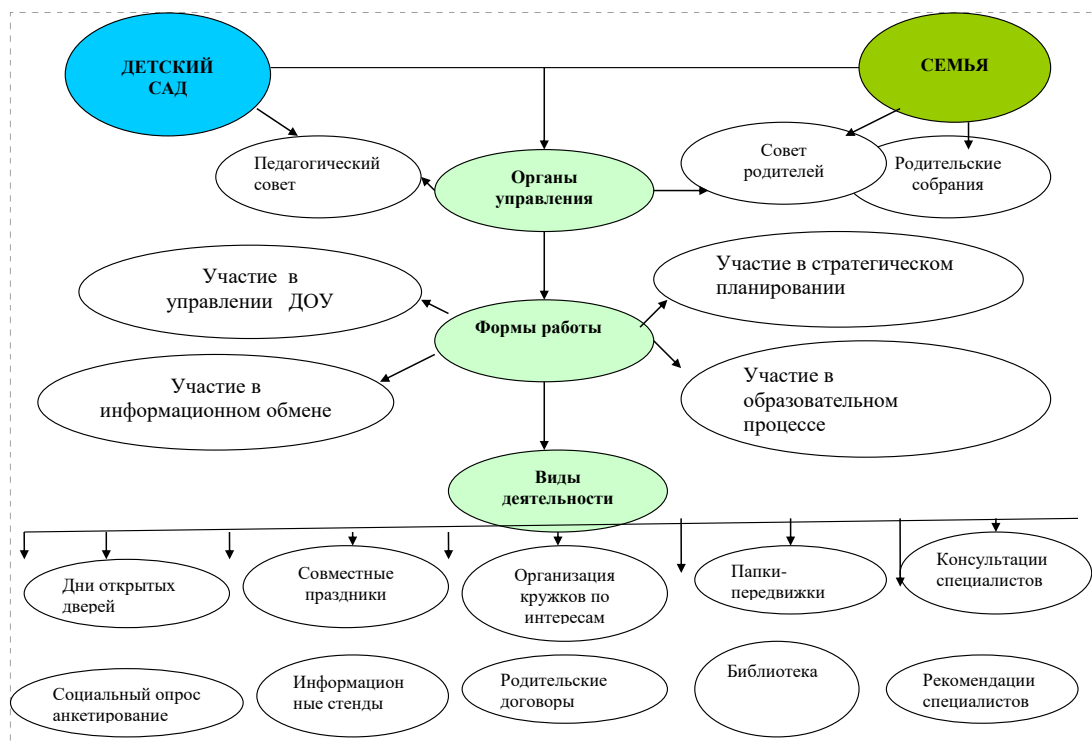 ДЕТСКИЙ
САД
СЕМЬЯ
Педагогический
совет
Органы
управления
Совет
родителей
Родительские
собрания
Участие в
управлении ДОУ
Участие в стратегическом
планировании
Формы работы
Участие в
информационном обмене
Участие в
образовательном
процессе
Виды
деятельности
Дни открытых
дверей
Совместные
праздники
Организация
кружков по
интересам
Папки-
передвижки
Консультации
специалистов
Социальный опрос
анкетирование
Информацион
ные стенды
Родительские
договоры
Библиотека
Рекомендации
специалистов